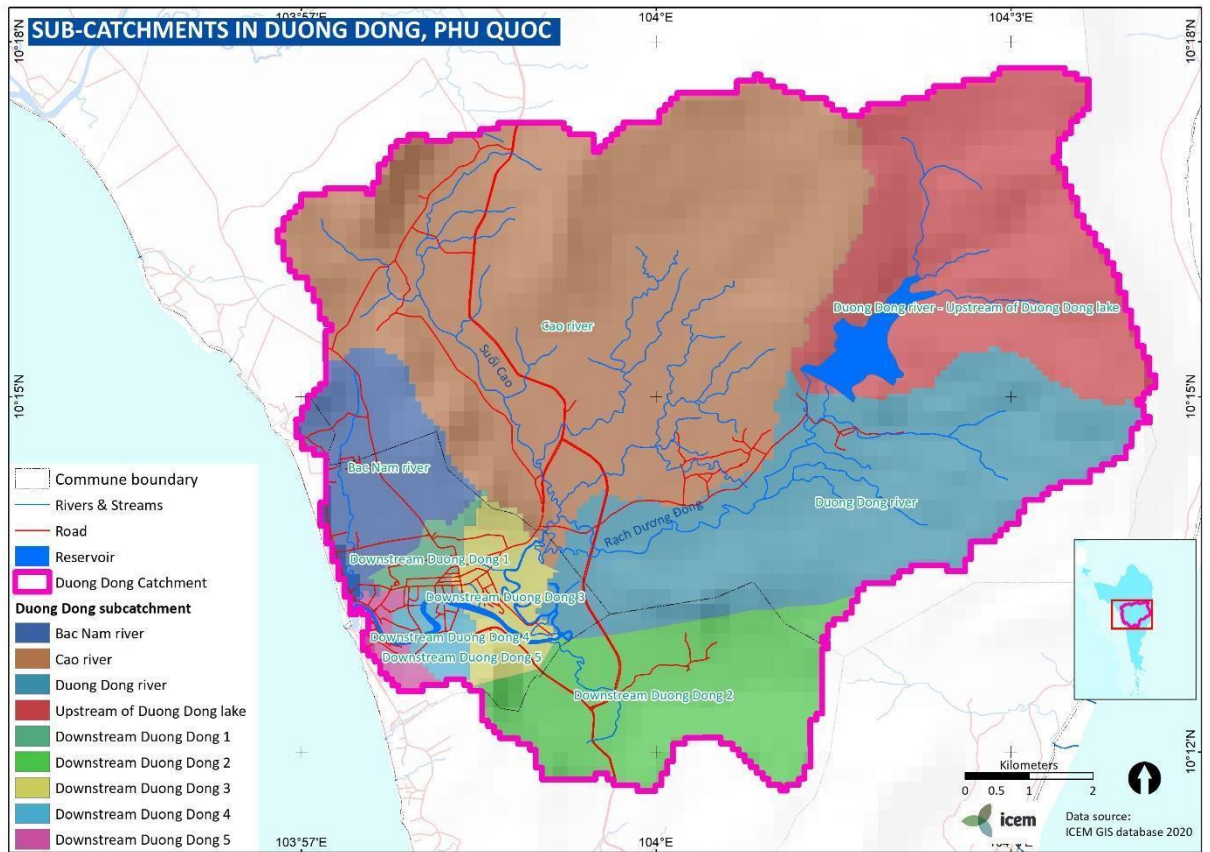 SUB-CATCHMENTS IN DUONG DONG, PHU QUOC
103°57'E
104°E
104°3'E
10°18'N
10°18'N
Duong Dong river - Upstream of Duong Dong lake
Cao river
Suối Cao
10°15'N
10°15'N
Bac Nam river
Duong Dong river
Rạch Dương Đông
Downstream Duong Dong 1
Downstream Duong Dong 3
Downstream Duong Dong 4
Downstream Duong Dong 5
Downstream Duong Dong 2
10°12'N
Commune boundary
Rivers & Streams
Road
Reservoir
Duong Dong Catchment
Duong Dong subcatchment
Bac Nam river
Cao river
Duong Dong river
Upstream of Duong Dong lake
Downstream Duong Dong 1
Downstream Duong Dong 2
Downstream Duong Dong 3
Downstream Duong Dong 4
Downstream Duong Dong 5
Kilometers
0 0.5 1 2
icem
Data source:
ICEM GIS database 2020
103°57'E
104°E